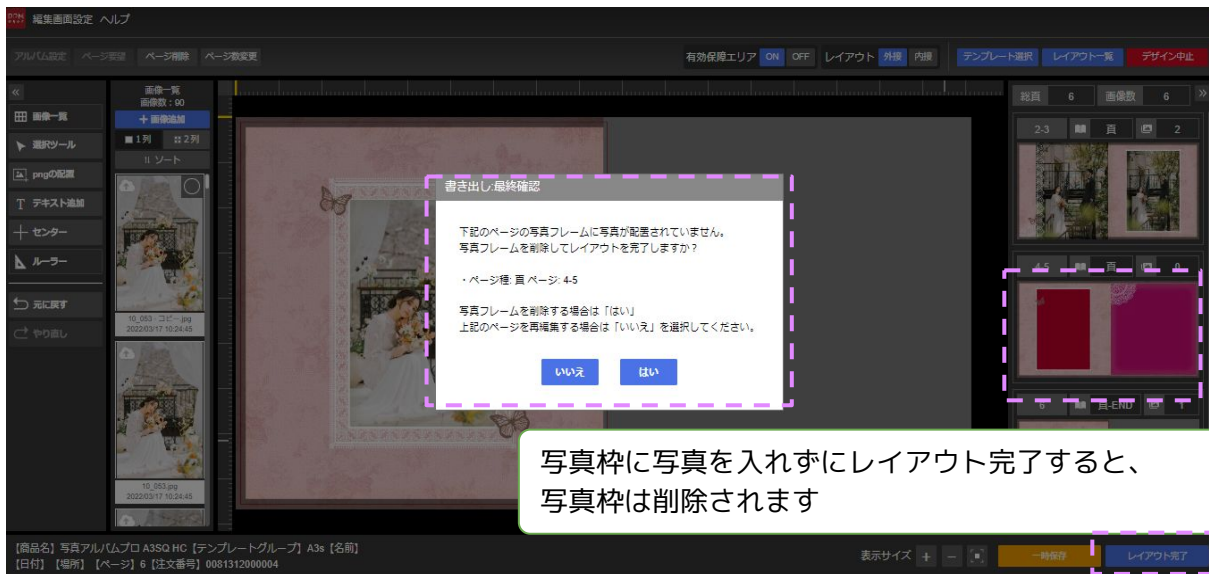 編集画面設定 ヘルプ
アルバム設定 ページ
ページ削除 ページ数変更
有効保障エリア ON OFF レイアウト 外接 内接 テンプレート選択 レイアウト一覧 デザイン中止
«
画像一覧
画像数 : 90
+ 画像追加
1列 2列
ソート
画像一覧
選択ツール
pngの配置
T テキスト追加
センター
ルーラー
元に戻す
やり直し
10_053 - コピー.jpg
2022/03/17 10:24:45
10_053.jpg
2022/03/17 10:24:45
総頁 6 画像数 6 »
2-3 頁 2
4-5 頁 0
6 頁-END 1
書き出し:最終確認
下記のページの写真フレームに写真が配置されていません。
写真フレームを削除してレイアウトを完了しますか?
・ページ種: 頁 ページ: 4-5
写真フレームを削除する場合は「はい」
上記のページを再編集する場合は「いいえ」を選択してください。
いいえ はい
写真枠に写真を入れずにレイアウト完了すると、
写真枠は削除されます
【商品名】写真アルバムプロ A3SQ HC【テンプレートグループ】A3s【名前】
【日付】【場所】【ページ】6【注文番号】0081312000004
表示サイズ + − 一時保存 レイアウト完了